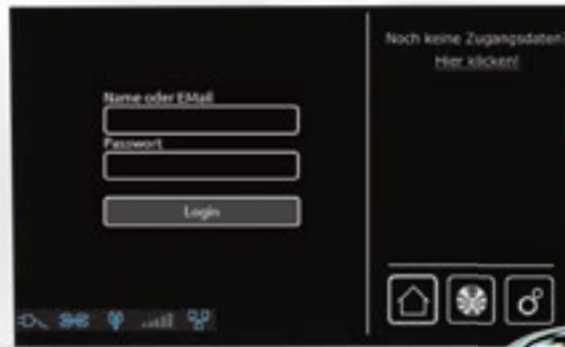 Name oder EMail
Passwort
Login
Noch keine Zugangsdaten?
Hier klicken!